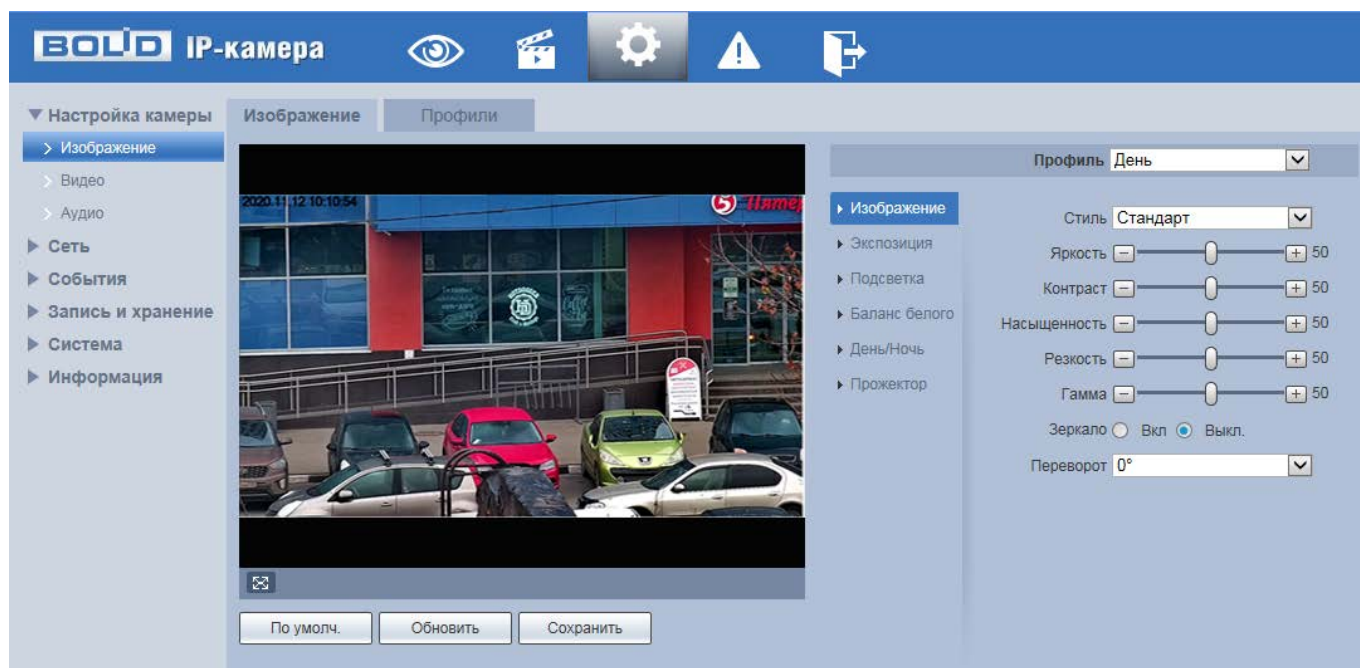 BOLID IP-камера
Настройка камеры
Изображение
Видео
Аудио
Сеть
События
Запись и хранение
Система
Информация
Изображение
Профили
2020.11.12 10:10:54
5
По умолч.
Обновить
Сохранить
Профиль День
Изображение
Экспозиция
Подсветка
Баланс белого
День/Ночь
Прожектор
Стиль Стандарт
Яркость 50
Контраст 50
Насыщенность 50
Резкость 50
Гамма 50
Зеркало Вкл Выкл.
Переворот 0°